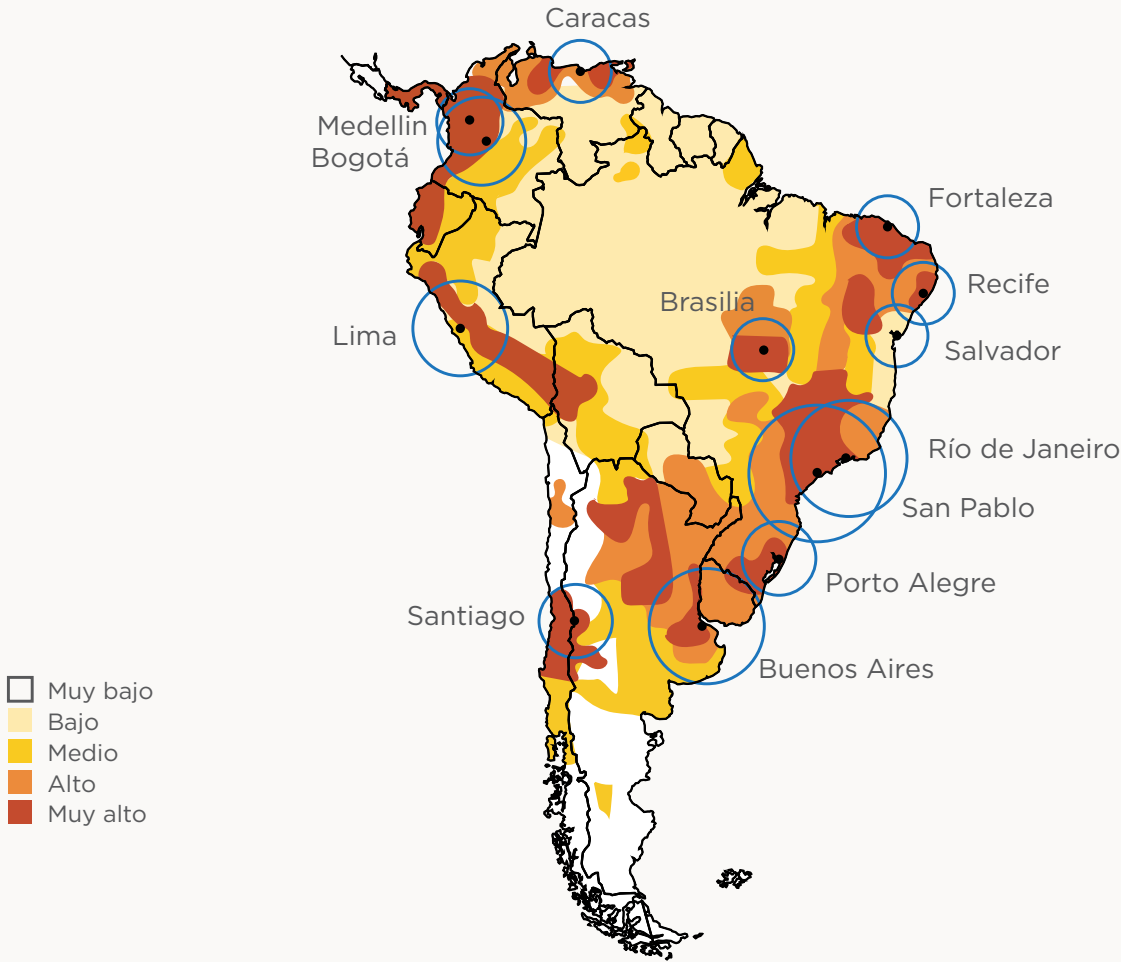 Caracas
Medellin
Bogotá
Fortaleza
Recife
Brasilia
Lima
Salvador
Río de Janeiro
San Pablo
Porto Alegre
Santiago
Buenos Aires
Muy bajo
Bajo
Medio
Alto
Muy alto